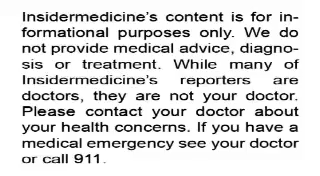 Insidermedicine's content is for in-
formational purposes only. We do
not provide medical advice, diagno-
sis or treatment. While many of
Insidermedicine's reporters are
doctors, they are not your doctor.
Please contact your doctor about
your health concerns. If you have a
medical emergency see your doctor
or call 911.